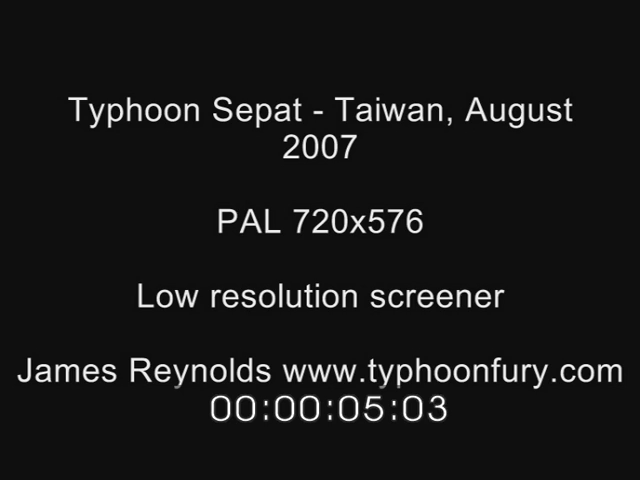 Typhoon Sepat - Taiwan, August
2007
PAL 720x576
Low resolution screener
James Reynolds www.typhoonfury.com
00:00:05:03